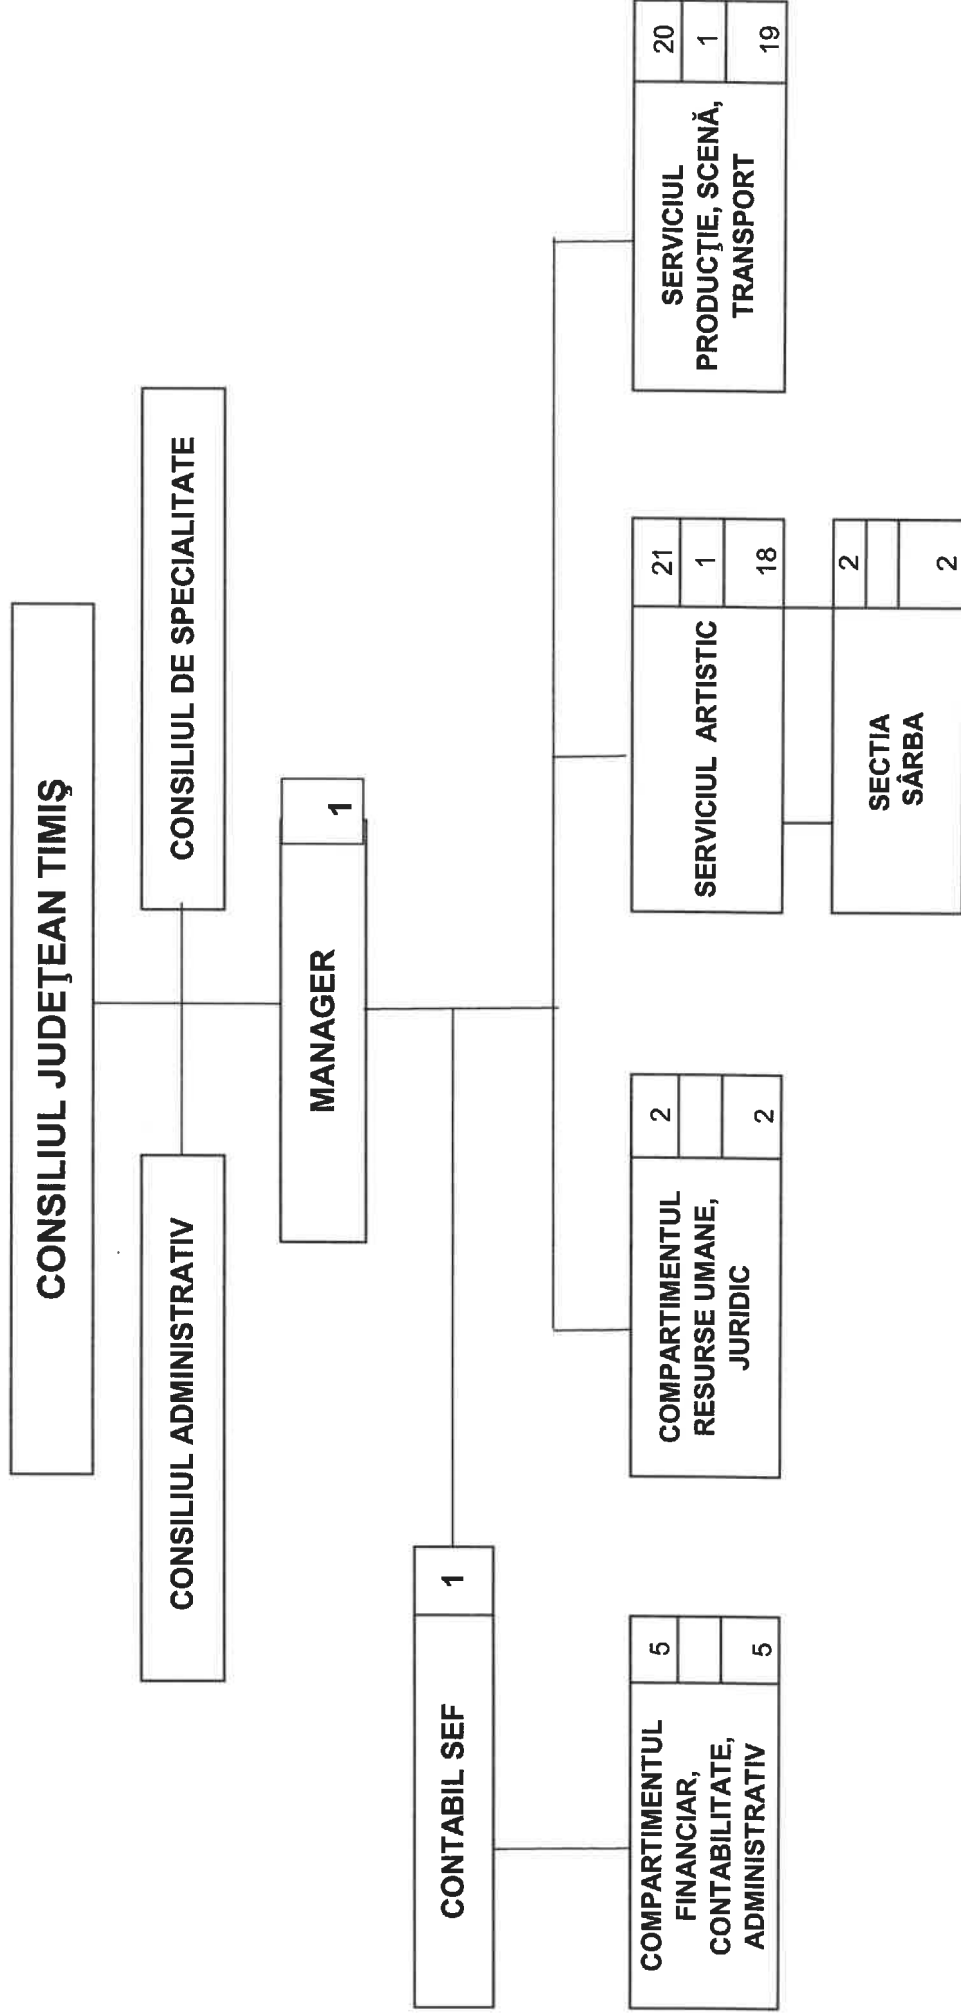 CONSILIUL JUDEŢEAN TIMIŞ
CONSILIUL ADMINISTRATIV
CONSILIUL DE SPECIALITATE
MANAGER
1
CONTABIL SEF
1
COMPARTIMENTUL
FINANCIAR,
CONTABILITATE,
ADMINISTRATIV
5
5
COMPARTIMENTUL
RESURSE UMANE,
JURIDIC
2
2
SERVICIUL ARTISTIC
21
1
18
SERVICIUL
PRODUCŢIE, SCENĂ,
TRANSPORT
20
1
19
SECTIA
SÂRBA
2
2